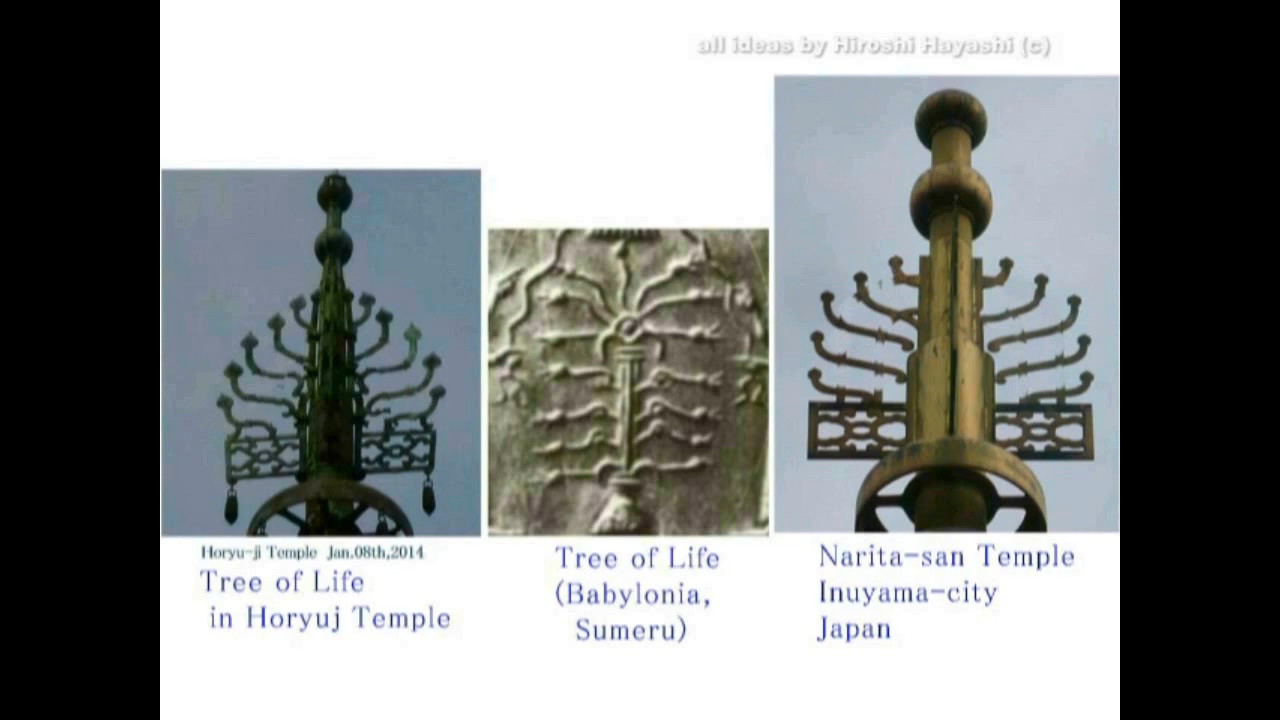 all ideas by Hiroshi Hayashi (c)
Horyu-ji Temple Jan.08th,2014
Tree of Life
in Horyuj Temple
Tree of Life
(Babylonia,
Sumeru)
Narita-san Temple
Inuyama-city
Japan